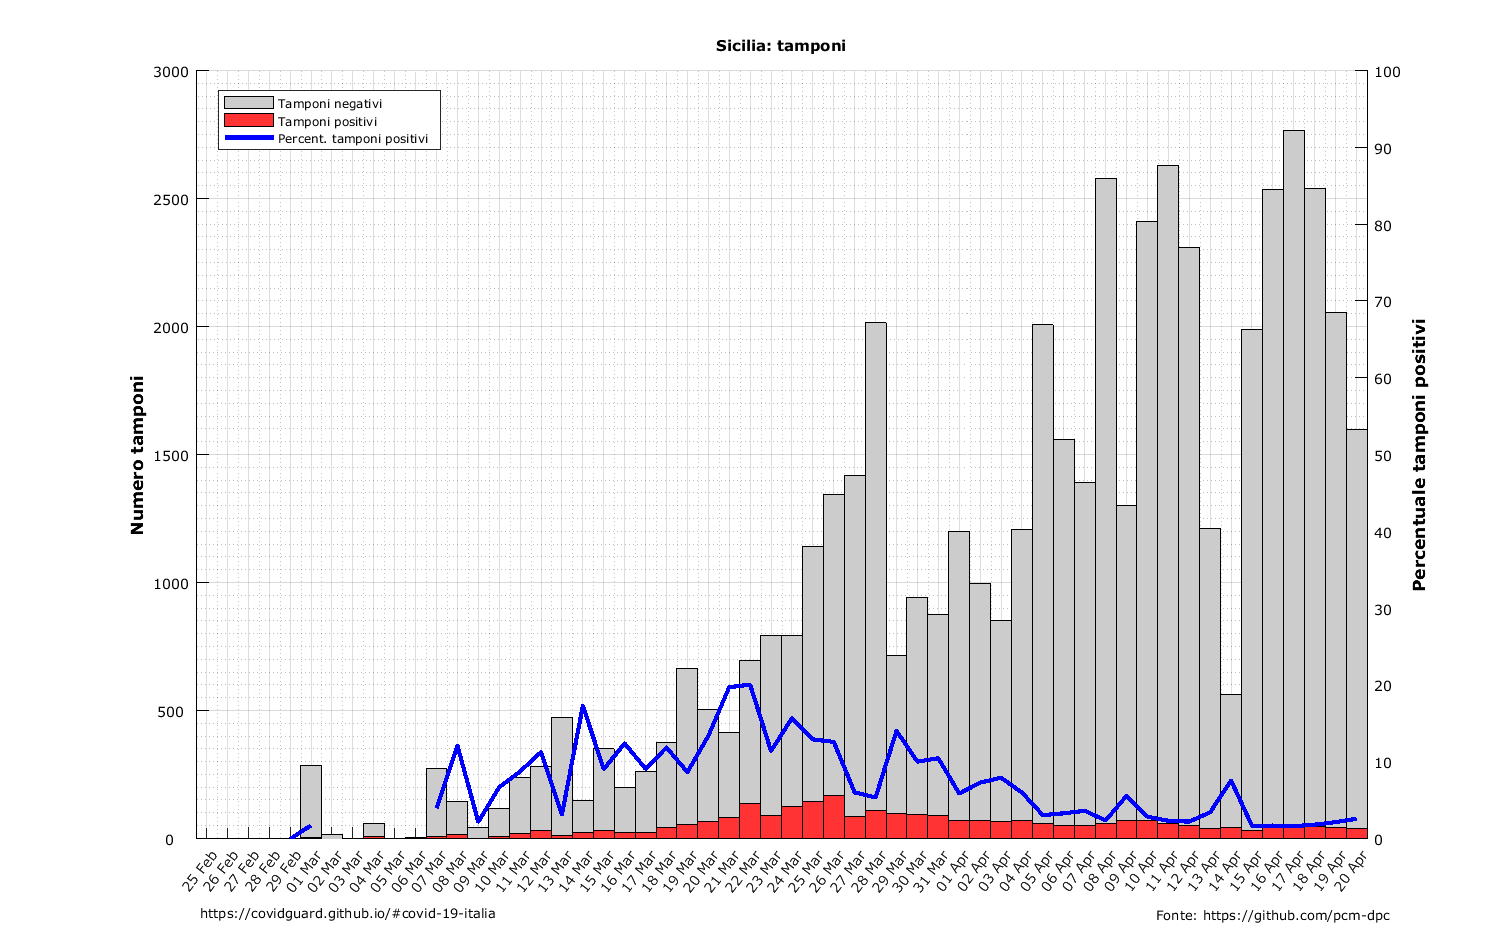 Sicilia: tamponi
3000
2500
2000
1500
1000
500
0
Numero tamponi
Tamponi negativi
Tamponi positivi
Percent. tamponi positivi
100
90
80
70
60
50
40
30
20
10
0
Percentuale tamponi positivi
25 Feb
26 Feb
27 Feb
28 Feb
29 Feb
01 Mar
02 Mar
03 Mar
04 Mar
05 Mar
06 Mar
07 Mar
08 Mar
09 Mar
10 Mar
11 Mar
12 Mar
13 Mar
14 Mar
15 Mar
16 Mar
17 Mar
18 Mar
19 Mar
20 Mar
21 Mar
22 Mar
23 Mar
24 Mar
25 Mar
26 Mar
27 Mar
28 Mar
29 Mar
30 Mar
31 Mar
01 Apr
02 Apr
03 Apr
04 Apr
05 Apr
06 Apr
07 Apr
08 Apr
09 Apr
10 Apr
11 Apr
12 Apr
13 Apr
14 Apr
15 Apr
16 Apr
17 Apr
18 Apr
19 Apr
20 Apr
https://covidguard.github.io/#covid-19-italia
Fonte: https://github.com/pcm-dpc